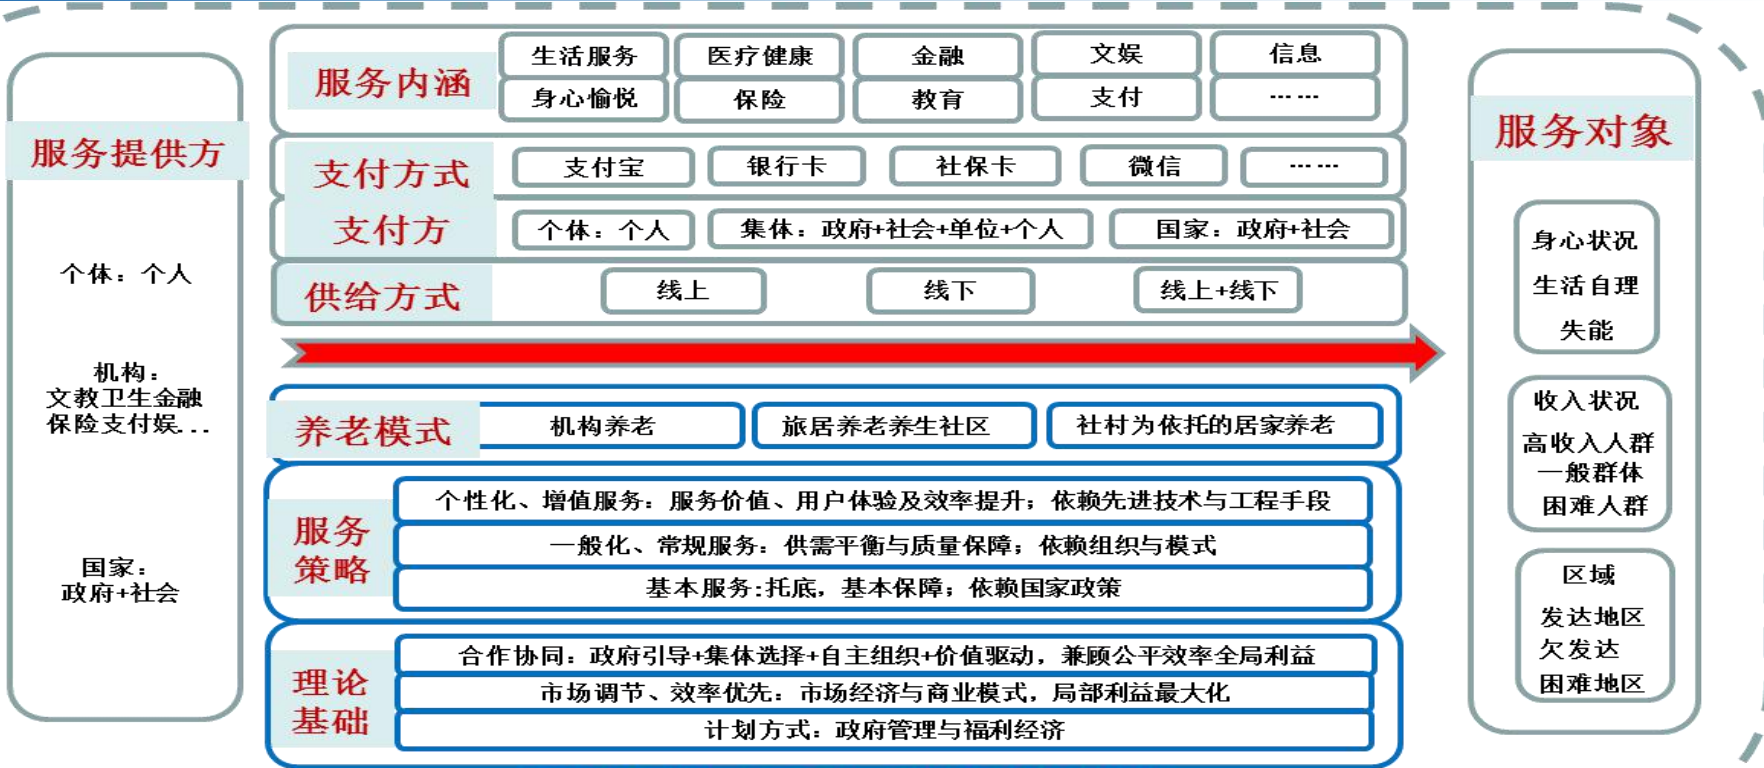 服务提供方
个体：个人
机构：
文教卫生金融
保险支付娱...
国家：
政府+社会
服务内涵
生活服务
医疗健康
金融
文娱
信息
身心愉悦
保险
教育
支付
……
支付方式
支付宝
银行卡
社保卡
微信
……
支付方
个体：个人
集体：政府+社会+单位+个人
国家：政府+社会
供给方式
线上
线下
线上+线下
养老模式
机构养老
旅居养老养生社区
社村为依托的居家养老
服务
策略
个性化、增值服务：服务价值、用户体验及效率提升；依赖先进技术与工程手段
一般化、常规服务：供需平衡与质量保障；依赖组织与模式
基本服务:托底，基本保障；依赖国家政策
理论
基础
合作协同：政府引导+集体选择+自主组织+价值驱动，兼顾公平效率全局利益
市场调节、效率优先：市场经济与商业模式，局部利益最大化
计划方式：政府管理与福利经济
服务对象
身心状况
生活自理
失能
收入状况
高收入人群
一般群体
困难人群
区域
发达地区
欠发达
困难地区